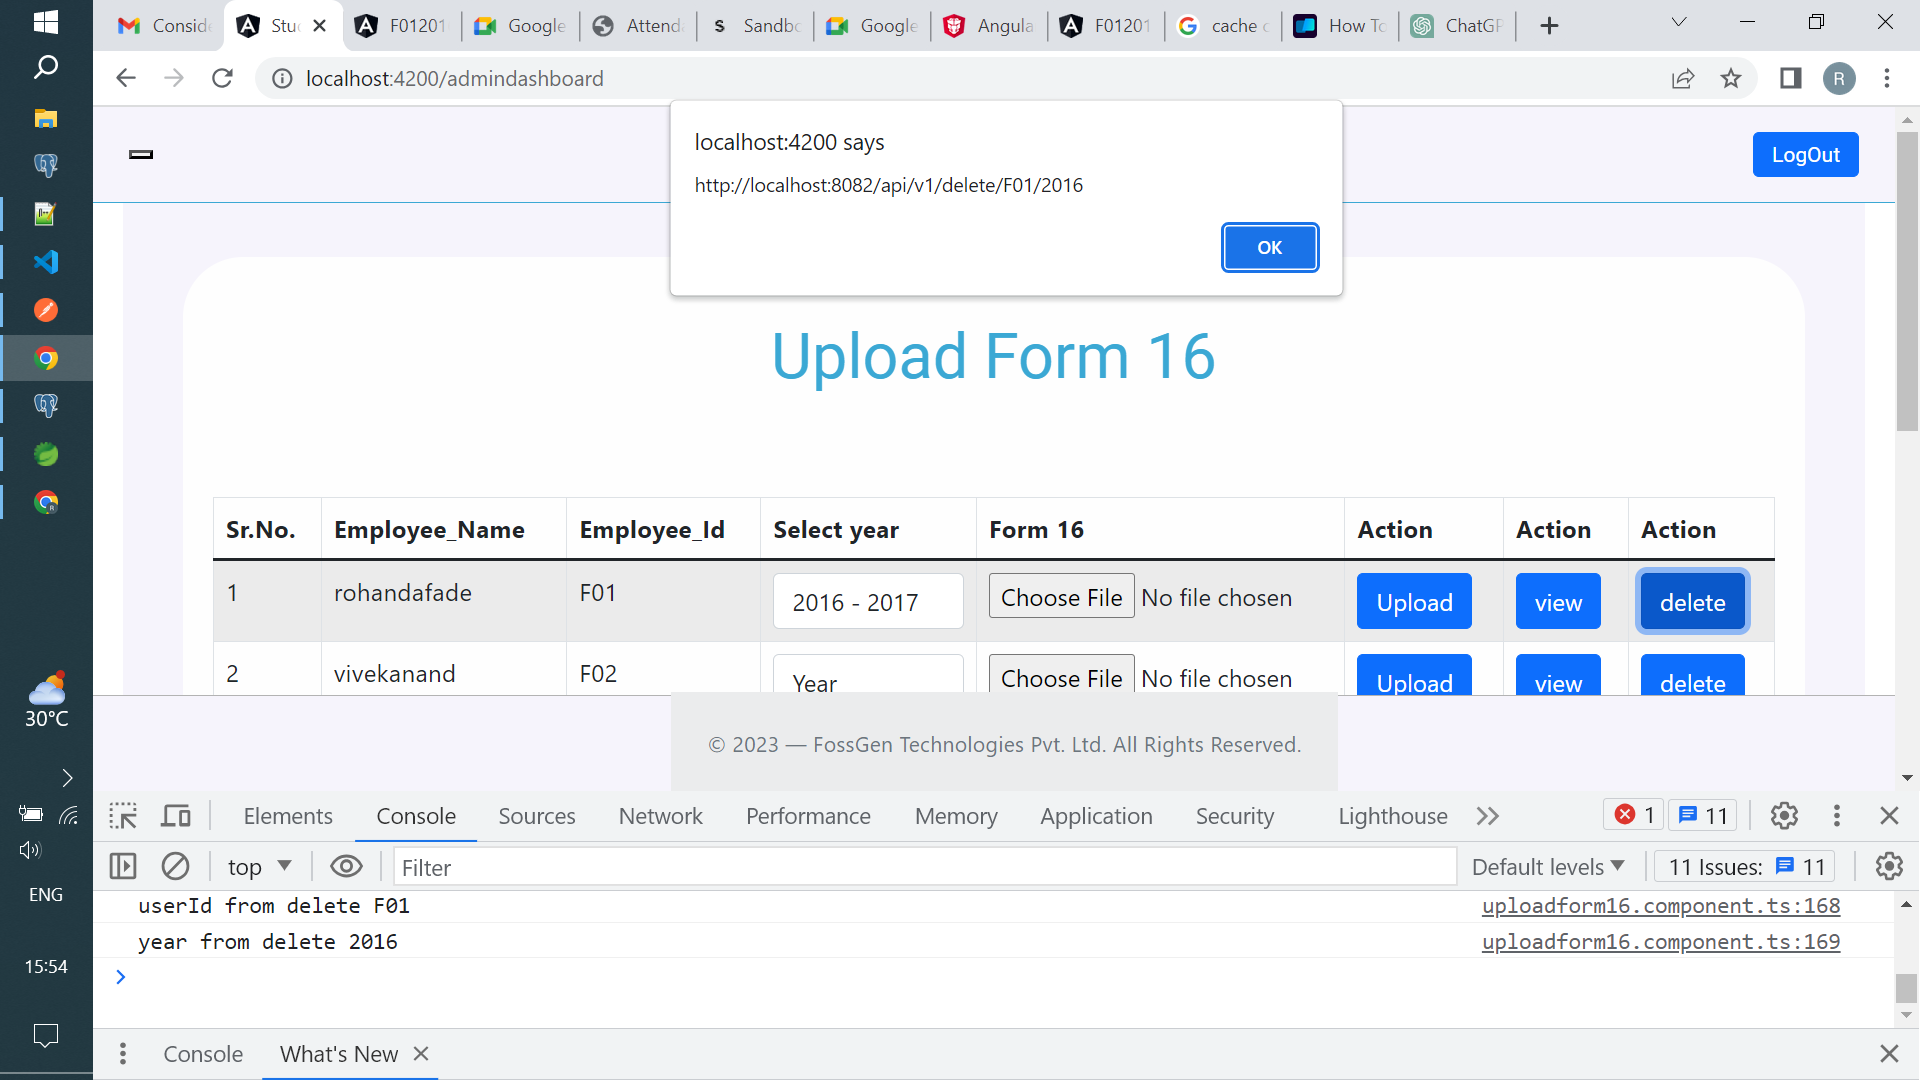 Consid
Stu
F01201
Google
Attend
Sandbo
Google
Angula
F01201
cache c
How To
ChatGP
localhost:4200/admindashboard
R
localhost:4200 says
http://localhost:8082/api/v1/delete/F01/2016
OK
LogOut
Upload Form 16
Sr.No. Employee_Name Employee_Id Select year Form 16 Action Action Action
1 rohandafade F01 2016 - 2017 Choose File No file chosen Upload view delete
2 vivekanand F02 Year Choose File No file chosen Upload view delete
© 2023 — FossGen Technologies Pvt. Ltd. All Rights Reserved.
Elements Console Sources Network Performance Memory Application Security Lighthouse 1 11
top Filter Default levels 11 Issues: 11
userId from delete F01 uploadform16.component.ts:168
year from delete 2016 uploadform16.component.ts:169
Console What's New
30°C
ENG
15:54